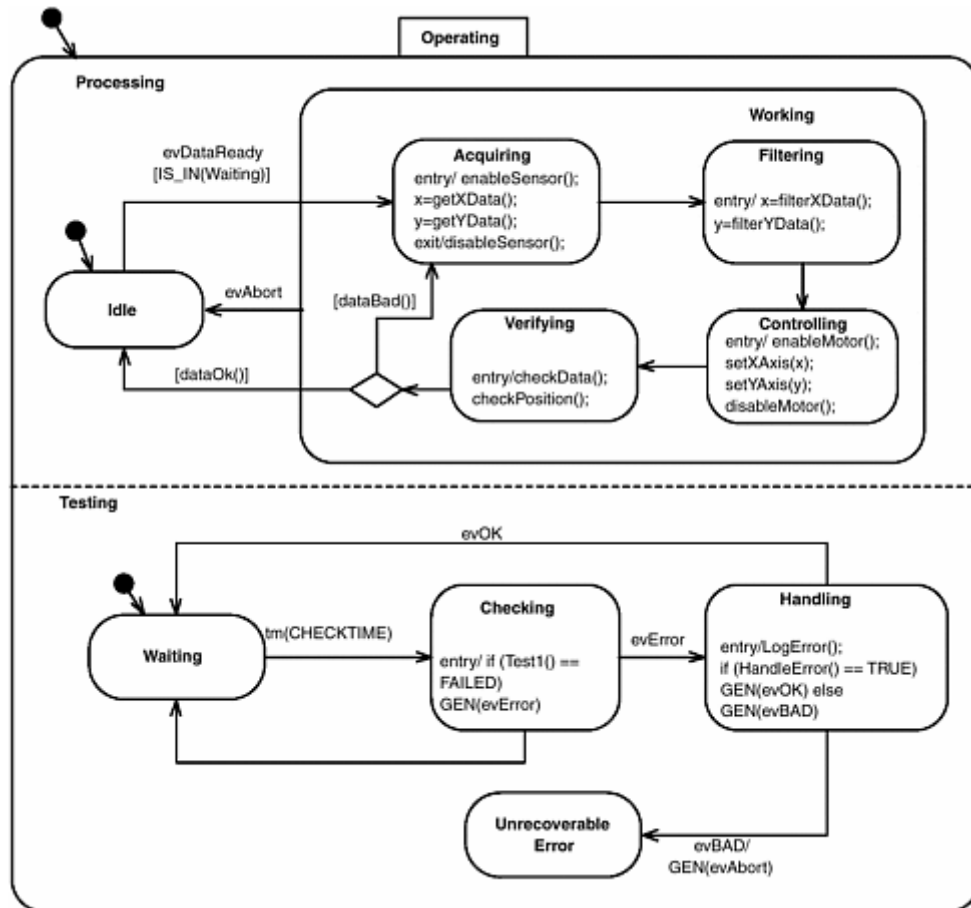 Operating
Processing
Working
evDataReady
[IS_IN(Waiting)]
Acquiring
entry/ enableSensor();
x=getXData();
y=getYData();
exit/disableSensor();
Filtering
entry/ x=filterXData();
y=filterYData();
Idle
evAbort
[dataBad()]
[dataOk()]
Verifying
entry/checkData();
checkPosition();
Controlling
entry/ enableMotor();
setXAxis(x);
setYAxis(y);
disableMotor();
Testing
evOK
Waiting
tm(CHECKTIME)
Checking
entry/ if (Test1() ==
FAILED)
GEN(evError)
evError
Handling
entry/LogError();
if (HandleError() == TRUE)
GEN(evOK) else
GEN(evBAD)
Unrecoverable
Error
evBAD/
GEN(evAbort)